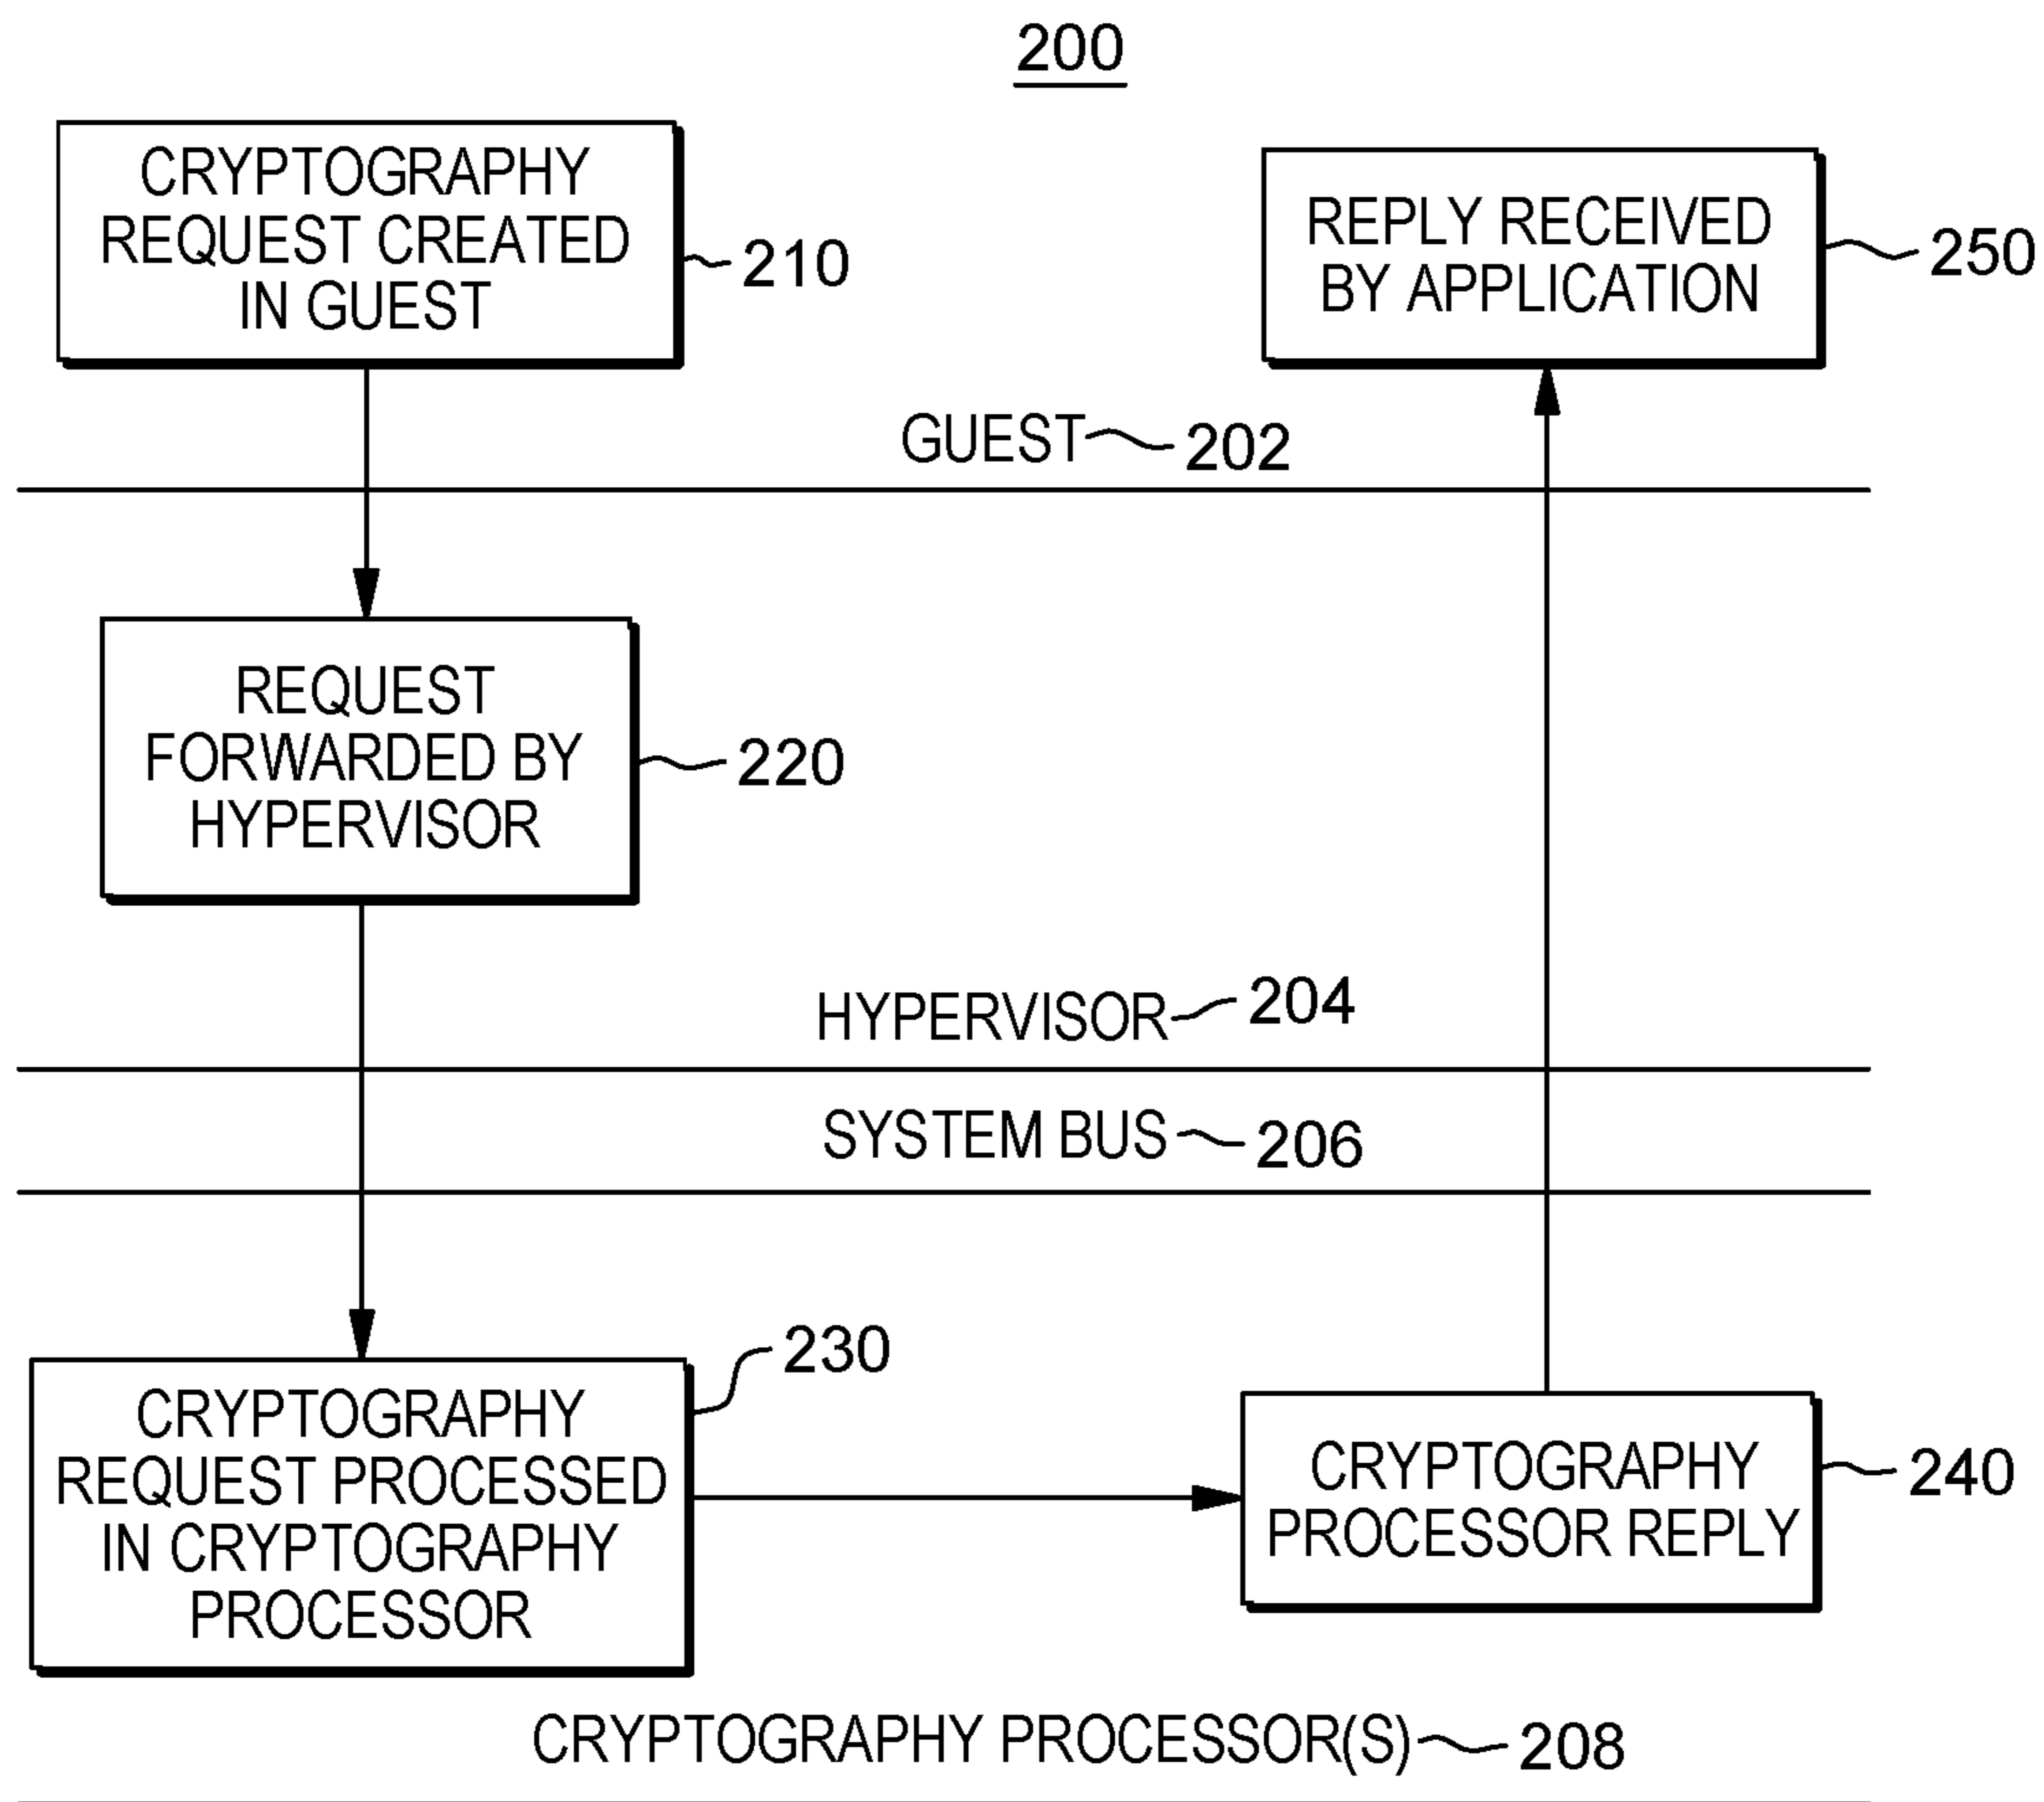 200
CRYPTOGRAPHY
REQUEST CREATED
IN GUEST
210
REPLY RECEIVED
BY APPLICATION
250
GUEST
202
REQUEST
FORWARDED BY
HYPERVISOR
220
HYPERVISOR
204
SYSTEM BUS
206
CRYPTOGRAPHY
REQUEST PROCESSED
IN CRYPTOGRAPHY
PROCESSOR
230
CRYPTOGRAPHY
PROCESSOR REPLY
240
CRYPTOGRAPHY PROCESSOR(S)
208